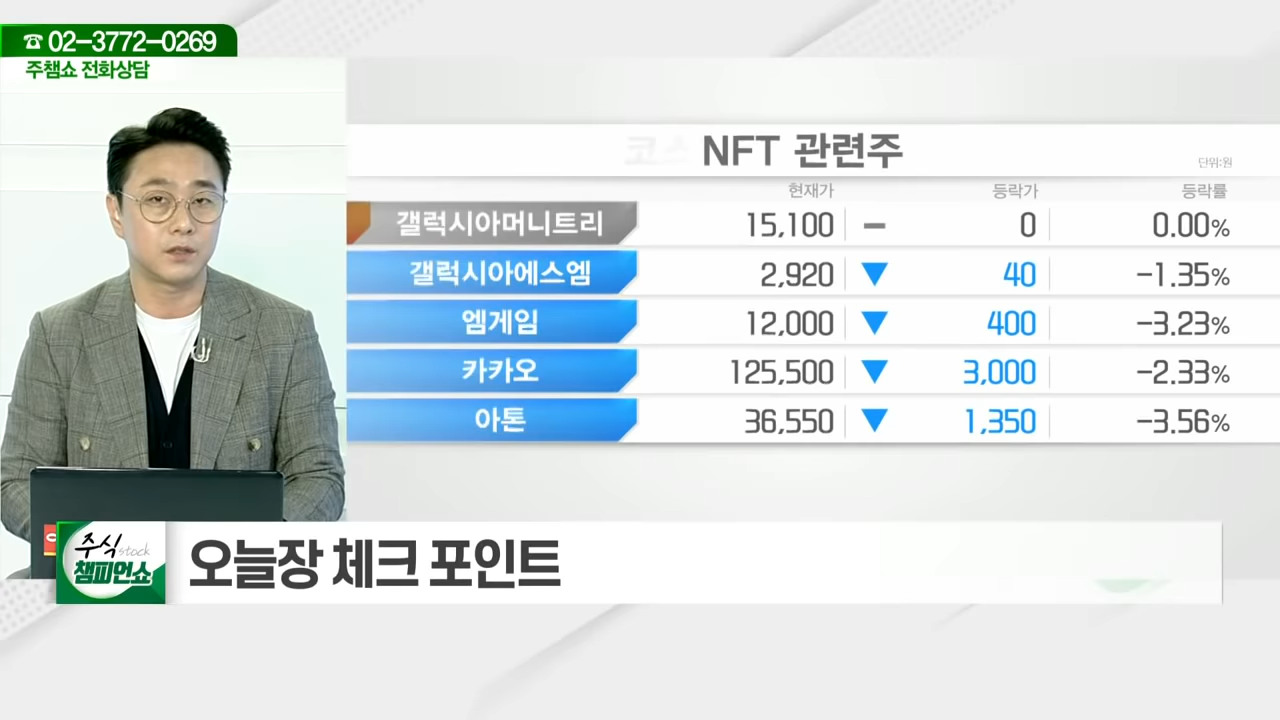 ☎ 02-3772-0269
주챔쇼 전화상담
NFT 관련주
단위:원
현재가 등락가 등락률
갤럭시아머니트리 15,100 − 0 0.00%
갤럭시아에스엠 2,920 ▼ 40 -1.35%
엠게임 12,000 ▼ 400 -3.23%
카카오 125,500 ▼ 3,000 -2.33%
아톤 36,550 ▼ 1,350 -3.56%
주식 stock
챔피언쇼
오늘장 체크 포인트